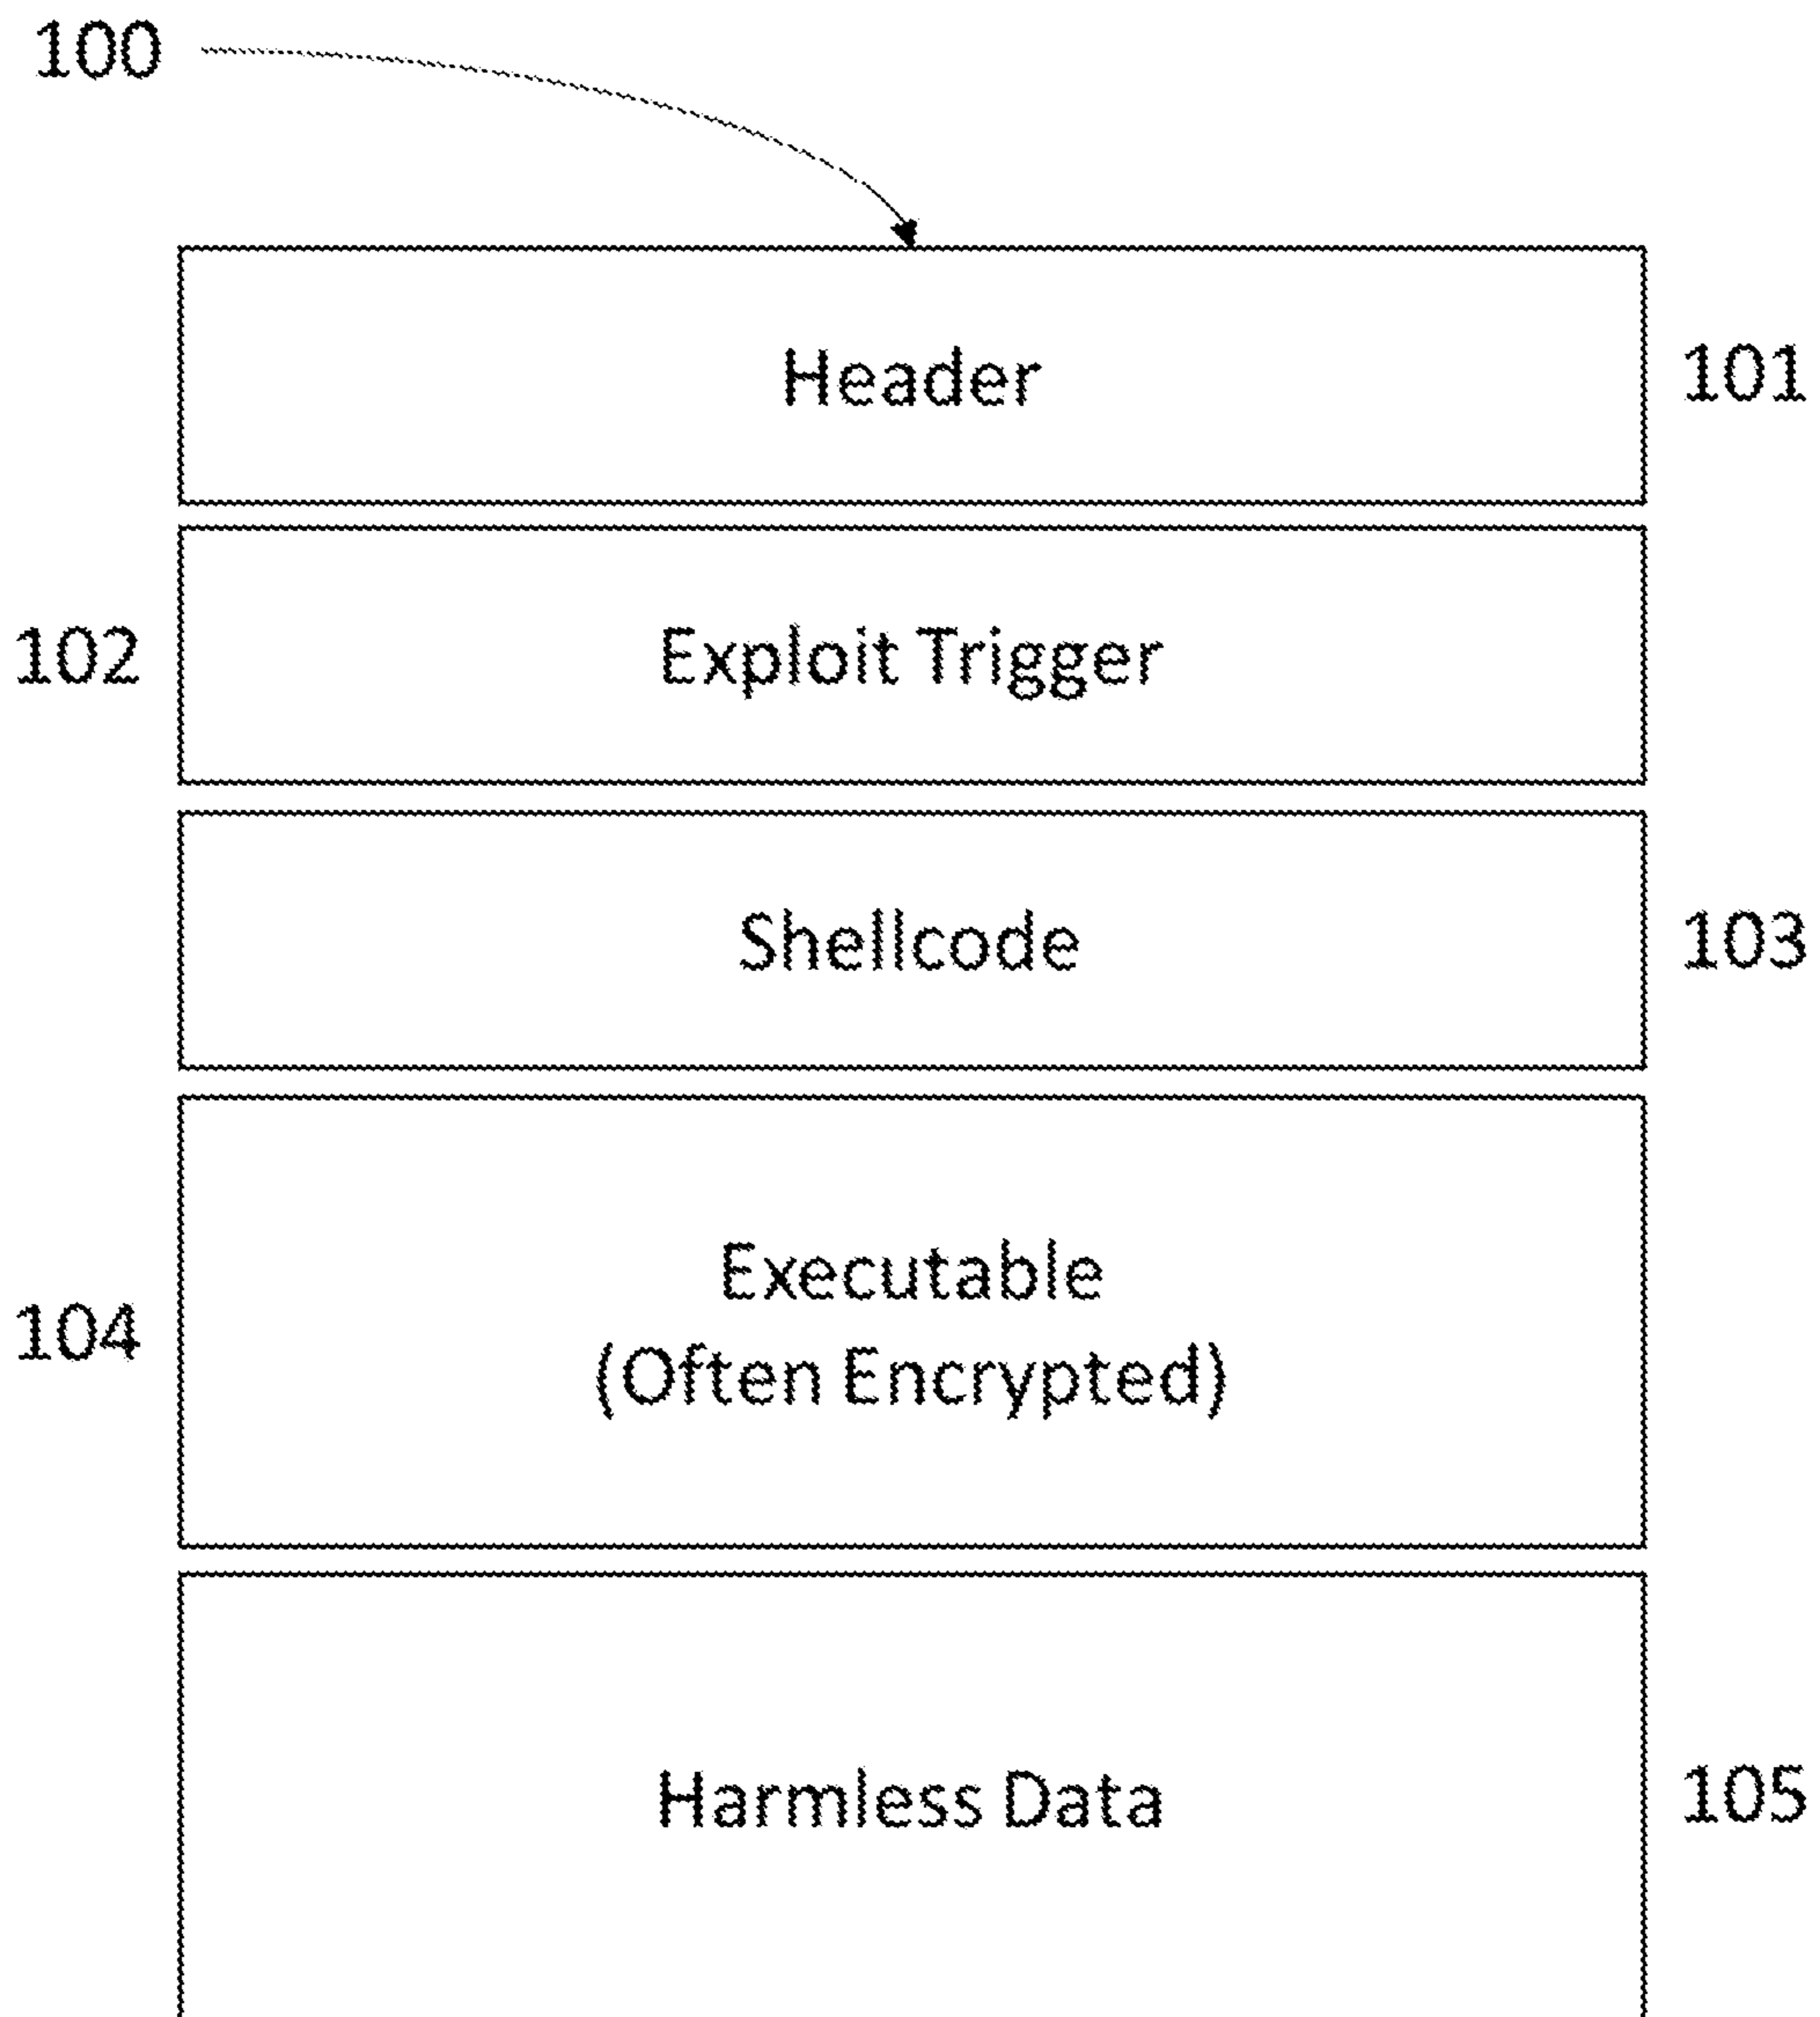 100
Header
101
102
Exploit Trigger
Shellcode
103
Executable
104
(Often Encrypted)
Harmless Data
105